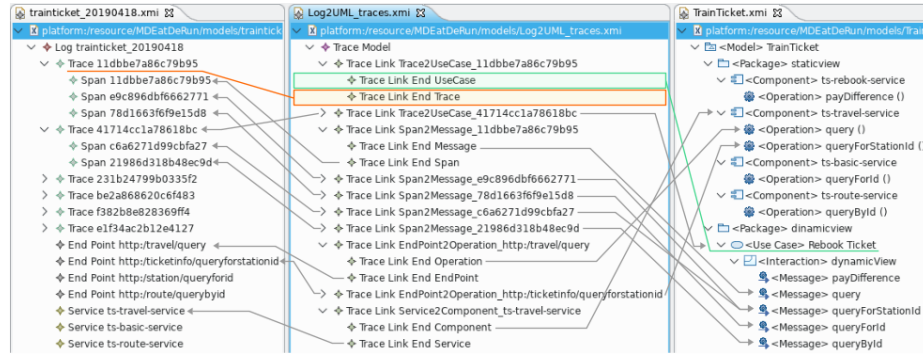 trainticket_20190418.xmi
platform:/resource/MDEatDeRun/models/traintick
Log trainticket_20190418
Trace 11dbbe7a86c79b95
Span 11dbbe7a86c79b95
Span e9c896dbf6662771
Span 78d1663f6f9e15d8
Trace 41714cc1a78618bc
Span c6a6271d99cbfa27
Span 21986d318b48ec9d
Trace 231b24799b0335f2
Trace be2a868620c6f483
Trace f382b8e828369ff4
Trace e1f34ac2b12e4127
End Point http:/travel/query
End Point http:/ticketinfo/queryforstationid
End Point http:/station/queryforid
End Point http:/route/querybyid
Service ts-travel-service
Service ts-basic-service
Service ts-route-service
Log2UML_traces.xmi
platform:/resource/MDEatDeRun/models/Log2UML_traces.xmi
Trace Model
Trace Link Trace2UseCase_11dbbe7a86c79b95
Trace Link End UseCase
Trace Link End Trace
Trace Link Trace2UseCase_41714cc1a78618bc
Trace Link Span2Message_11dbbe7a86c79b95
Trace Link End Message
Trace Link End Span
Trace Link Span2Message_e9c896dbf6662771
Trace Link Span2Message_78d1663f6f9e15d8
Trace Link Span2Message_c6a6271d99cbfa27
Trace Link Span2Message_21986d318b48ec9d
Trace Link EndPoint2Operation_http:/travel/query
Trace Link End Operation
Trace Link End EndPoint
Trace Link EndPoint2Operation_http:/ticketinfo/queryforstationid
Trace Link Service2Component_ts-travel-service
Trace Link End Component
Trace Link End Service
TrainTicket.xmi
platform:/resource/MDEatDeRun/models/Trai
<Model> TrainTicket
<Package> staticview
<Component> ts-rebook-service
<Operation> payDifference ()
<Component> ts-travel-service
<Operation> query ()
<Operation> queryForStationId ()
<Component> ts-basic-service
<Operation> queryForId ()
<Component> ts-route-service
<Operation> queryById ()
<Package> dinamicview
<Use Case> Rebook Ticket
<Interaction> dynamicView
<Message> payDifference
<Message> query
<Message> queryForStationId
<Message> queryForId
<Message> queryById